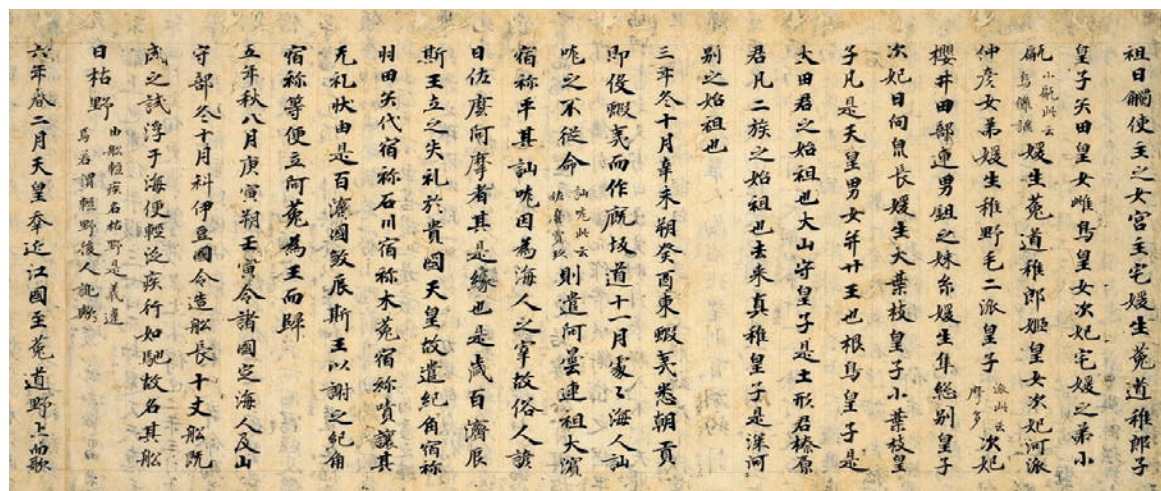 祖日觸使主之女宮主宅媛生菟道稚郎子
皇子矢田皇女雌鳥皇女次妃宅媛之弟小
甂小甂此云烏儺謎媛生菟道稚郎姬皇女次妃河派
仲彦女弟媛生稚野毛二派皇子派此云摩多次妃
櫻井田部連男鉏之妹糸媛生隼総別皇子
次妃日向泉長媛生大葉枝皇子小葉枝皇
子凡是天皇男女并廿王也根鳥皇子是
大田君之始祖也大山守皇子是土形君榛原
君凡二族之始祖也去来真稚皇子是深河
别之始祖也
三年冬十月辛未朔癸酉東蝦夷悉朝貢
即役蝦夷而作厩坂道十一月處々海人訕
哤之不從命訕哤此云佐麼賣玖則遣阿曇連祖大濱
宿祢平其訕哤因為海人之宰故俗人諺
曰佐麼阿摩者其是縁也是歳百濟辰
斯王立之失礼於貴國天皇故遣紀角宿祢
羽田矢代宿祢石川宿祢木菟宿祢嘖讓其
无礼状由是百濟國敎辰斯王以謝之紀角
宿祢等便立阿菟為王而歸
五年秋八月庚寅朔壬寅令諸國定海人及山
守部冬十月科伊豆國令造舩長十丈舩既
成之試浮于海便輕泛疾行如馳故名其舩
曰枯野由舩輕疾名枯野是義違焉若謂輕野後人訛歟
六年春二月天皇幸近江國至菟道野上而歌